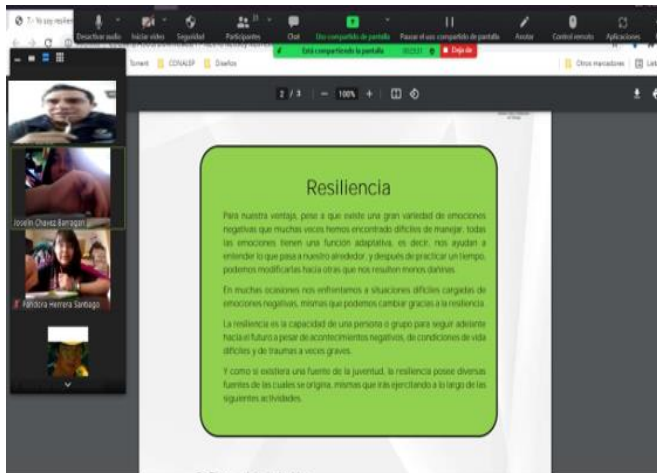 Desactivar audio Iniciar video Seguridad Participantes Chat Uso compartido de pantalla Pausar el uso compartido de pantalla Anotar Control remoto Aplicaciones
Está compartiendo la pantalla Deja de
Torrent CONALEP Diseños Otros marcadores
2 / 3 - 100% +
Joselin Chavez Barragan
Pandora Herrera Santiago
Resiliencia
Para nuestra ventaja, pese a que existe una gran variedad de emociones
negativas que muchas veces hemos encontrado difíciles de manejar, todas
las emociones tienen una función adaptativa, es decir, nos ayudan a
entender lo que pasa a nuestro alrededor, y después de practicar un tiempo,
podemos modificarlas hacia otras que nos resulten menos dañinas.
En muchas ocasiones nos enfrentamos a situaciones difíciles cargadas de
emociones negativas, mismas que podemos cambiar gracias a la resiliencia.
La resiliencia es la capacidad de una persona o grupo para seguir adelante
hacia el futuro a pesar de acontecimientos negativos, de condiciones de vida
difíciles y de traumas a veces graves.
Y como si existiera una fuente de la juventud, la resiliencia posee diversas
fuentes de las cuales se origina, mismas que irás ejercitando a lo largo de las
siguientes actividades.